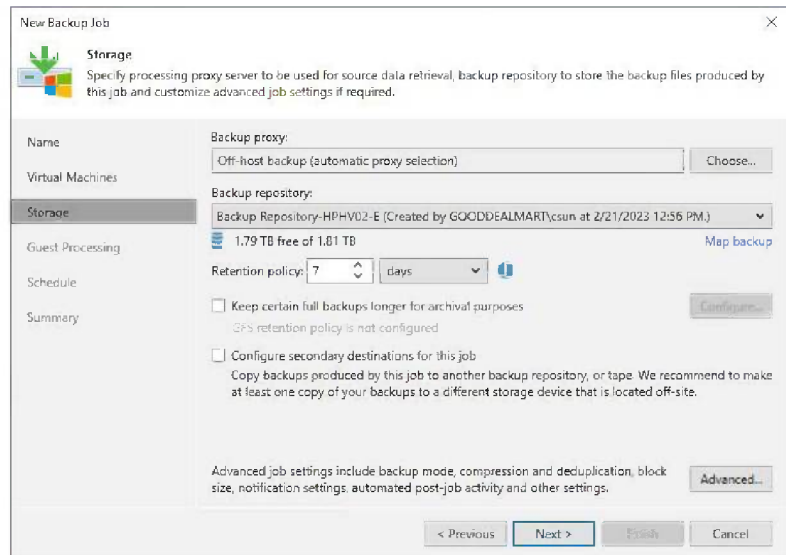 New Backup Job
Storage
Specify processing proxy server to be used for source data retrieval, backup repository to store the backup files produced by
this job and customize advanced job settings if required.
Name
Virtual Machines
Storage
Guest Processing
Schedule
Summary
Backup proxy:
Off-host backup (automatic proxy selection)
Choose...
Backup repository:
Backup Repository-HPHV02-E (Created by GOODDEALMART\csun at 2/21/2023 12:56 PM.)
1.79 TB free of 1.81 TB
Map backup
Retention policy: 7 days
Keep certain full backups longer for archival purposes
Configure...
GFS retention policy is not configured
Configure secondary destinations for this job
Copy backups produced by this job to another backup repository, or tape. We recommend to make
at least one copy of your backups to a different storage device that is located off-site.
Advanced job settings include backup mode, compression and deduplication, block
size, notification settings, automated post-job activity and other settings.
Advanced...
< Previous
Next >
Finish
Cancel